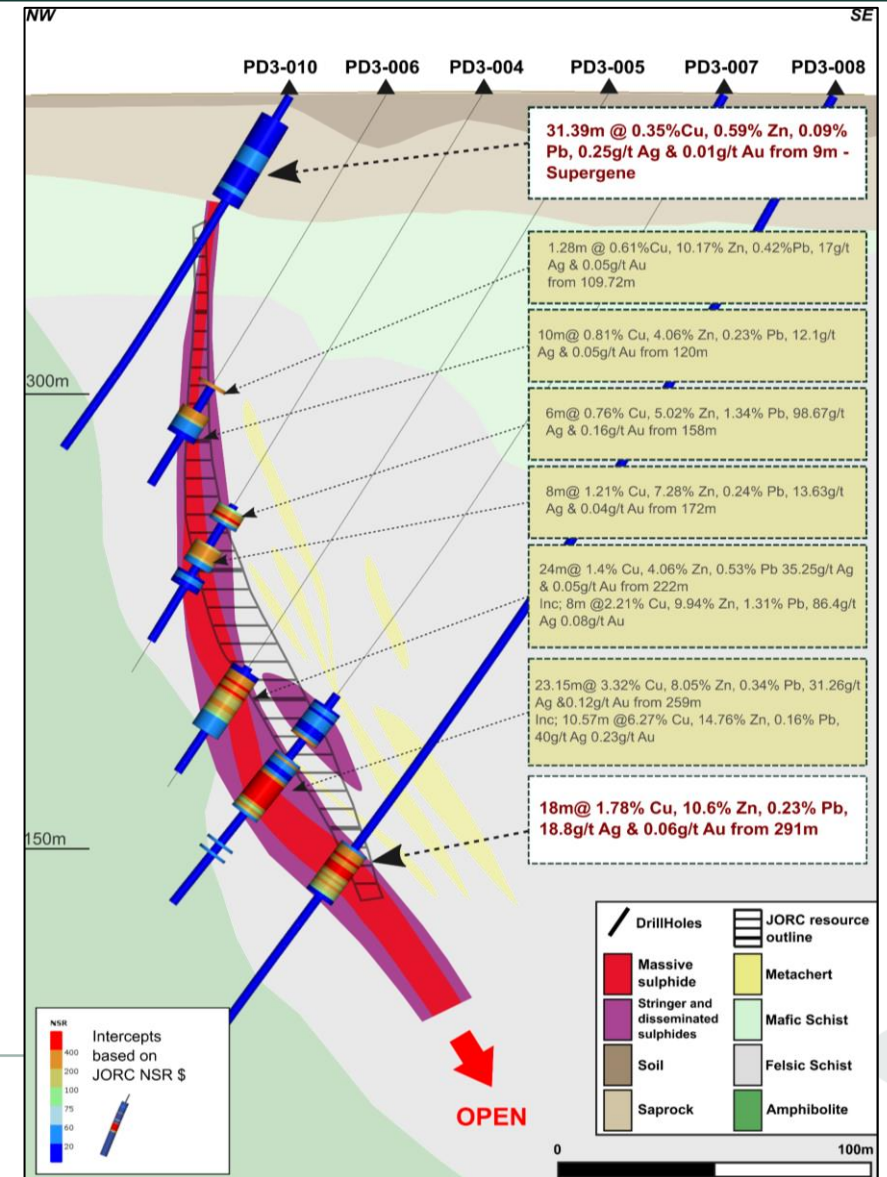 NW
SE
PD3-010 PD3-006 PD3-004 PD3-005 PD3-007 PD3-008
31.39m @ 0.35%Cu, 0.59% Zn, 0.09%
Pb, 0.25g/t Ag & 0.01g/t Au from 9m -
Supergene
1.28m @ 0.61%Cu, 10.17% Zn, 0.42%Pb, 17g/t
Ag & 0.05g/t Au
from 109.72m
10m@ 0.81% Cu, 4.06% Zn, 0.23% Pb, 12.1g/t
Ag & 0.05g/t Au from 120m
300m
6m@ 0.76% Cu, 5.02% Zn, 1.34% Pb, 98.67g/t
Ag & 0.16g/t Au from 158m
8m@ 1.21% Cu, 7.28% Zn, 0.24% Pb, 13.63g/t
Ag & 0.04g/t Au from 172m
24m@ 1.4% Cu, 4.06% Zn, 0.53% Pb 35.25g/t Ag
& 0.05g/t Au from 222m
Inc; 8m @2.21% Cu, 9.94% Zn, 1.31% Pb, 86.4g/t
Ag 0.08g/t Au
23.15m@ 3.32% Cu, 8.05% Zn, 0.34% Pb, 31.26g/t
Ag &0.12g/t Au from 259m
Inc; 10.57m @6.27% Cu, 14.76% Zn, 0.16% Pb,
40g/t Ag 0.23g/t Au
18m@ 1.78% Cu, 10.6% Zn, 0.23% Pb,
18.8g/t Ag & 0.06g/t Au from 291m
150m
OPEN
DrillHoles
Massive
sulphide
Stringer and
disseminated
sulphides
Soil
Saprock
JORC resource
outline
Metachert
Mafic Schist
Felsic Schist
Amphibolite
0 100m
NSR
400
200
100
75
60
20
Intercepts
based on
JORC NSR $